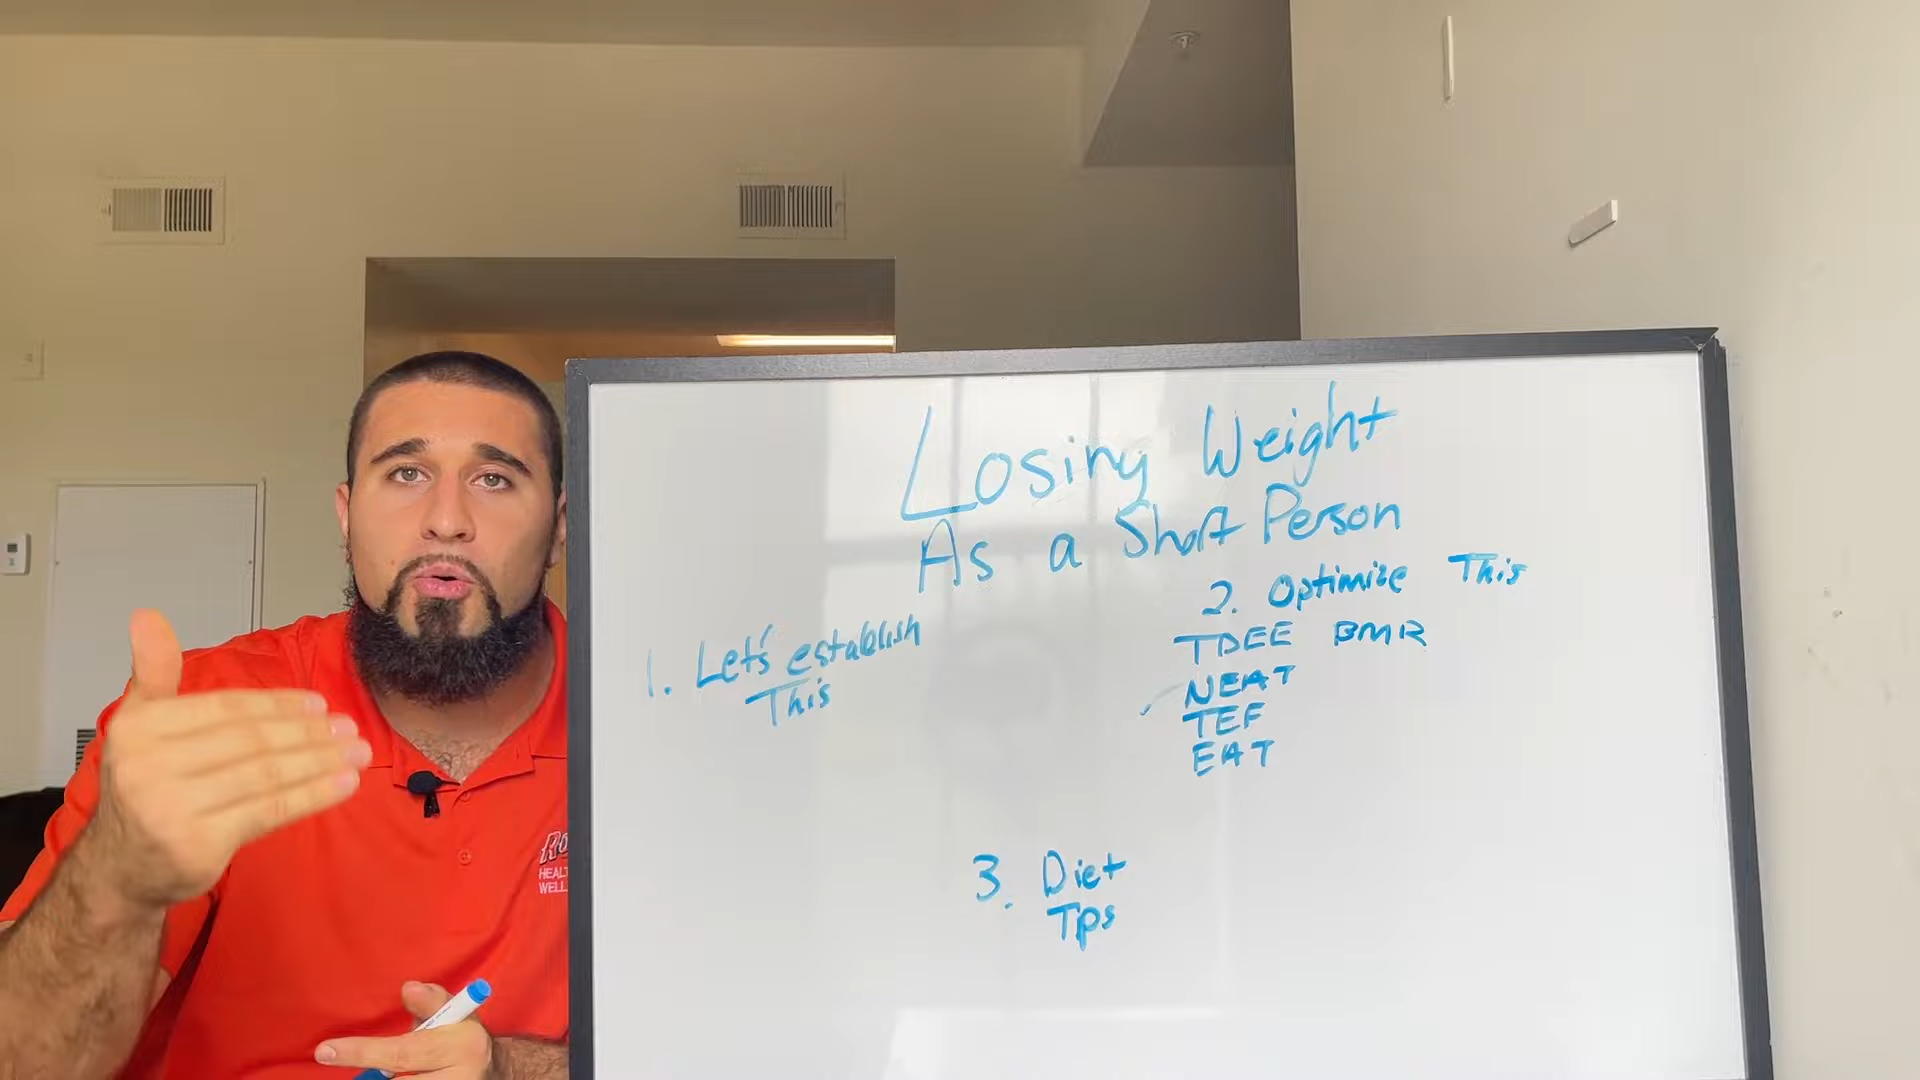 Losing Weight
As a Short Person
1. Let's establish
This
2. Optimize This
TDEE BMR
NEAT
TEF
EAT
3. Diet
Tps